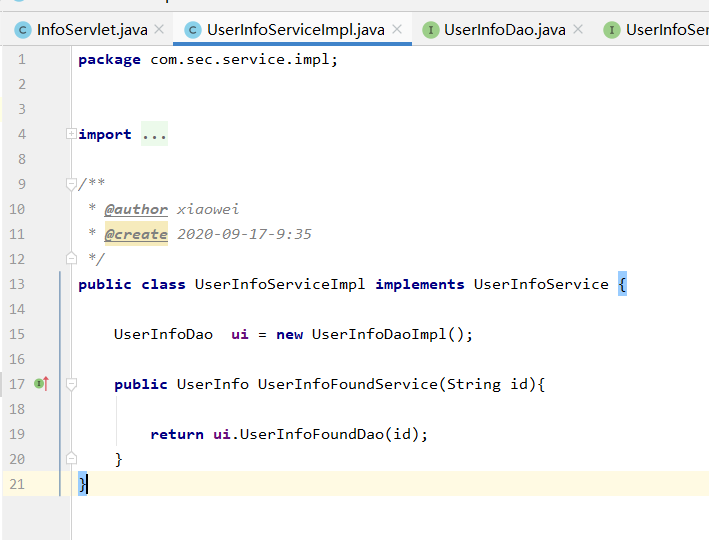 InfoServlet.java UserInfoServiceImpl.java UserInfoDao.java UserInfoSer
1 package com.sec.service.impl;
2
3
4 import ...
8
9 /**
10 * @author xiaowei
11 * @create 2020-09-17-9:35
12 */
13 public class UserInfoServiceImpl implements UserInfoService {
14
15 UserInfoDao ui = new UserInfoDaoImpl();
16
17 public UserInfo UserInfoFoundService(String id){
18
19 return ui.UserInfoFoundDao(id);
20 }
21 }